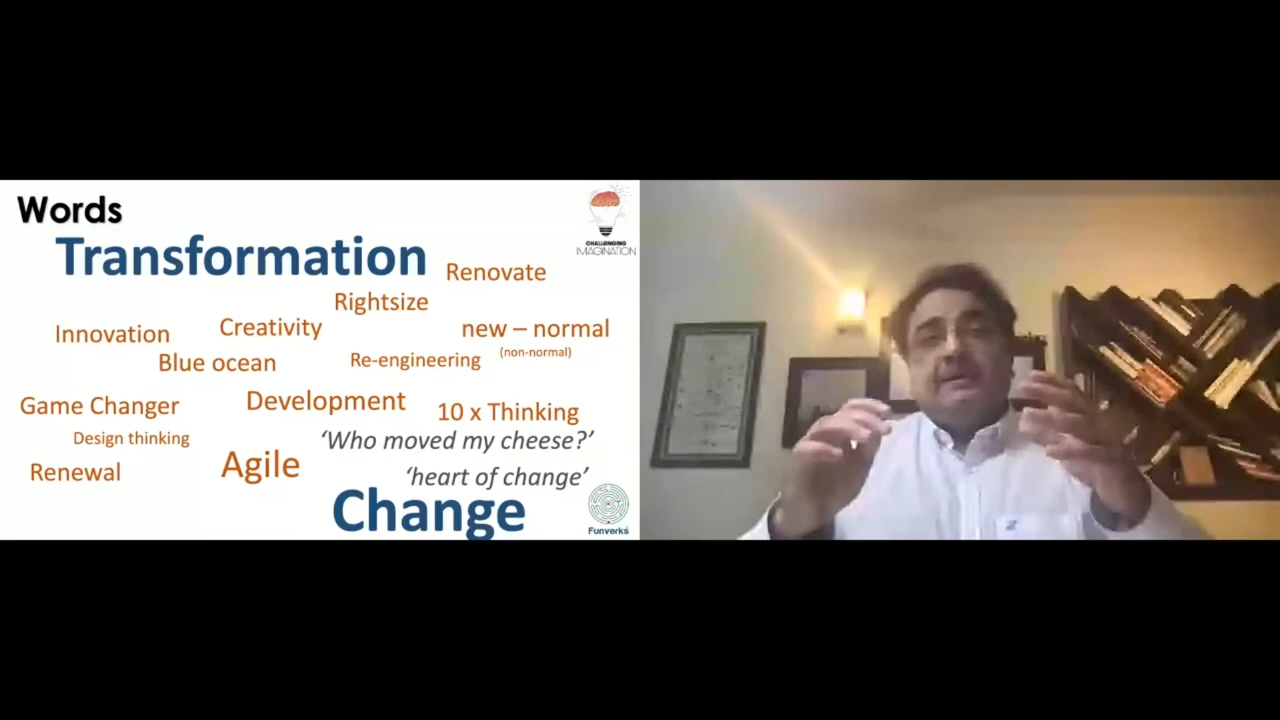 Words
Transformation
Renovate
Rightsize
Innovation
Creativity
new – normal
(non-normal)
Blue ocean
Re-engineering
Game Changer
Development
10 x Thinking
Design thinking
‘Who moved my cheese?’
Renewal
Agile
‘heart of change’
Change
CHALLENGING
IMAGINATION
Funverks